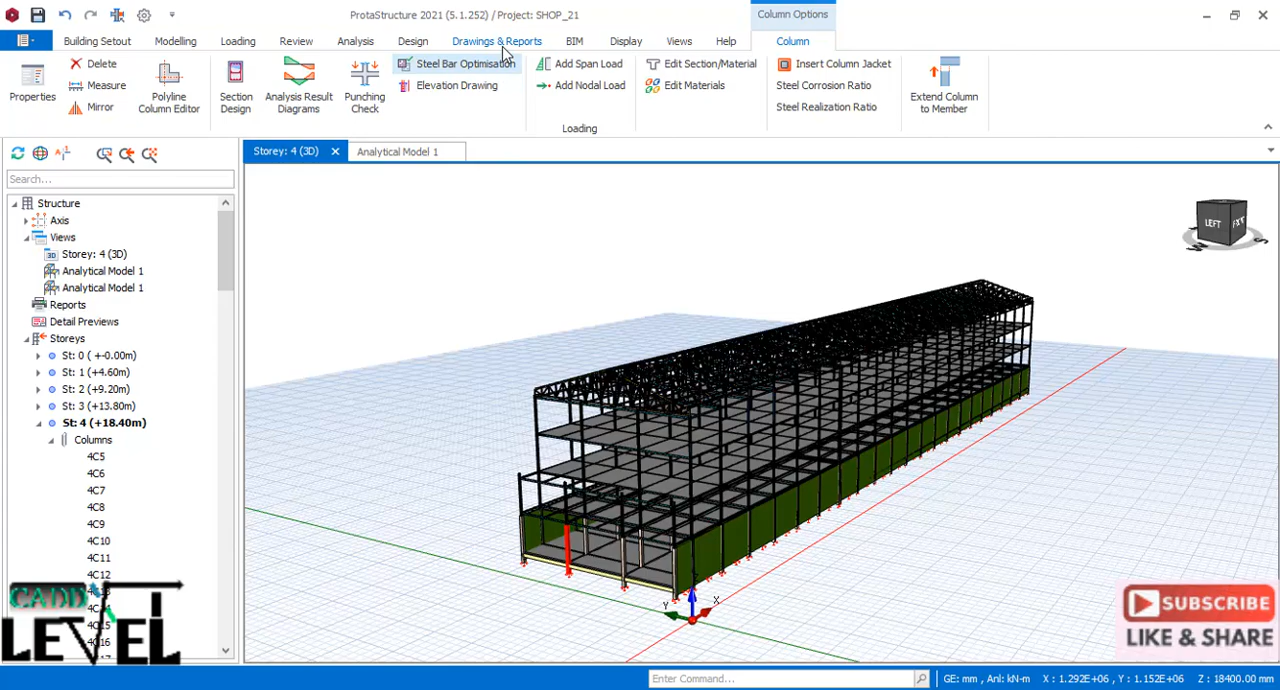 ProtaStructure 2021 (5.1.252) / Project: SHOP_21
Column Options
Building Setout Modelling Loading Review Analysis Design Drawings & Reports BIM Display Views Help Column
Properties
Delete
Measure
Mirror
Polyline Column Editor
Section Design
Analysis Result Diagrams
Punching Check
Steel Bar Optimisation
Elevation Drawing
Add Span Load
Add Nodal Load
Loading
Edit Section/Material
Edit Materials
Insert Column Jacket
Steel Corrosion Ratio
Steel Realization Ratio
Extend Column to Member
Storey: 4 (3D)
Analytical Model 1
Search...
Structure
Axis
Views
Storey: 4 (3D)
Analytical Model 1
Analytical Model 1
Reports
Detail Previews
Storeys
St: 0 ( +-0.00m)
St: 1 (+4.60m)
St: 2 (+9.20m)
St: 3 (+13.80m)
St: 4 (+18.40m)
Columns
4C5
4C6
4C7
4C8
4C9
4C10
4C11
4C12
CADD
LEVEL
LEFT
W
S
Y
X
SUBSCRIBE
LIKE & SHARE
Enter Command...
GE: mm , Anl: kN-m
X : 1.292E+06 , Y : 1.152E+06
Z : 18400.00 mm